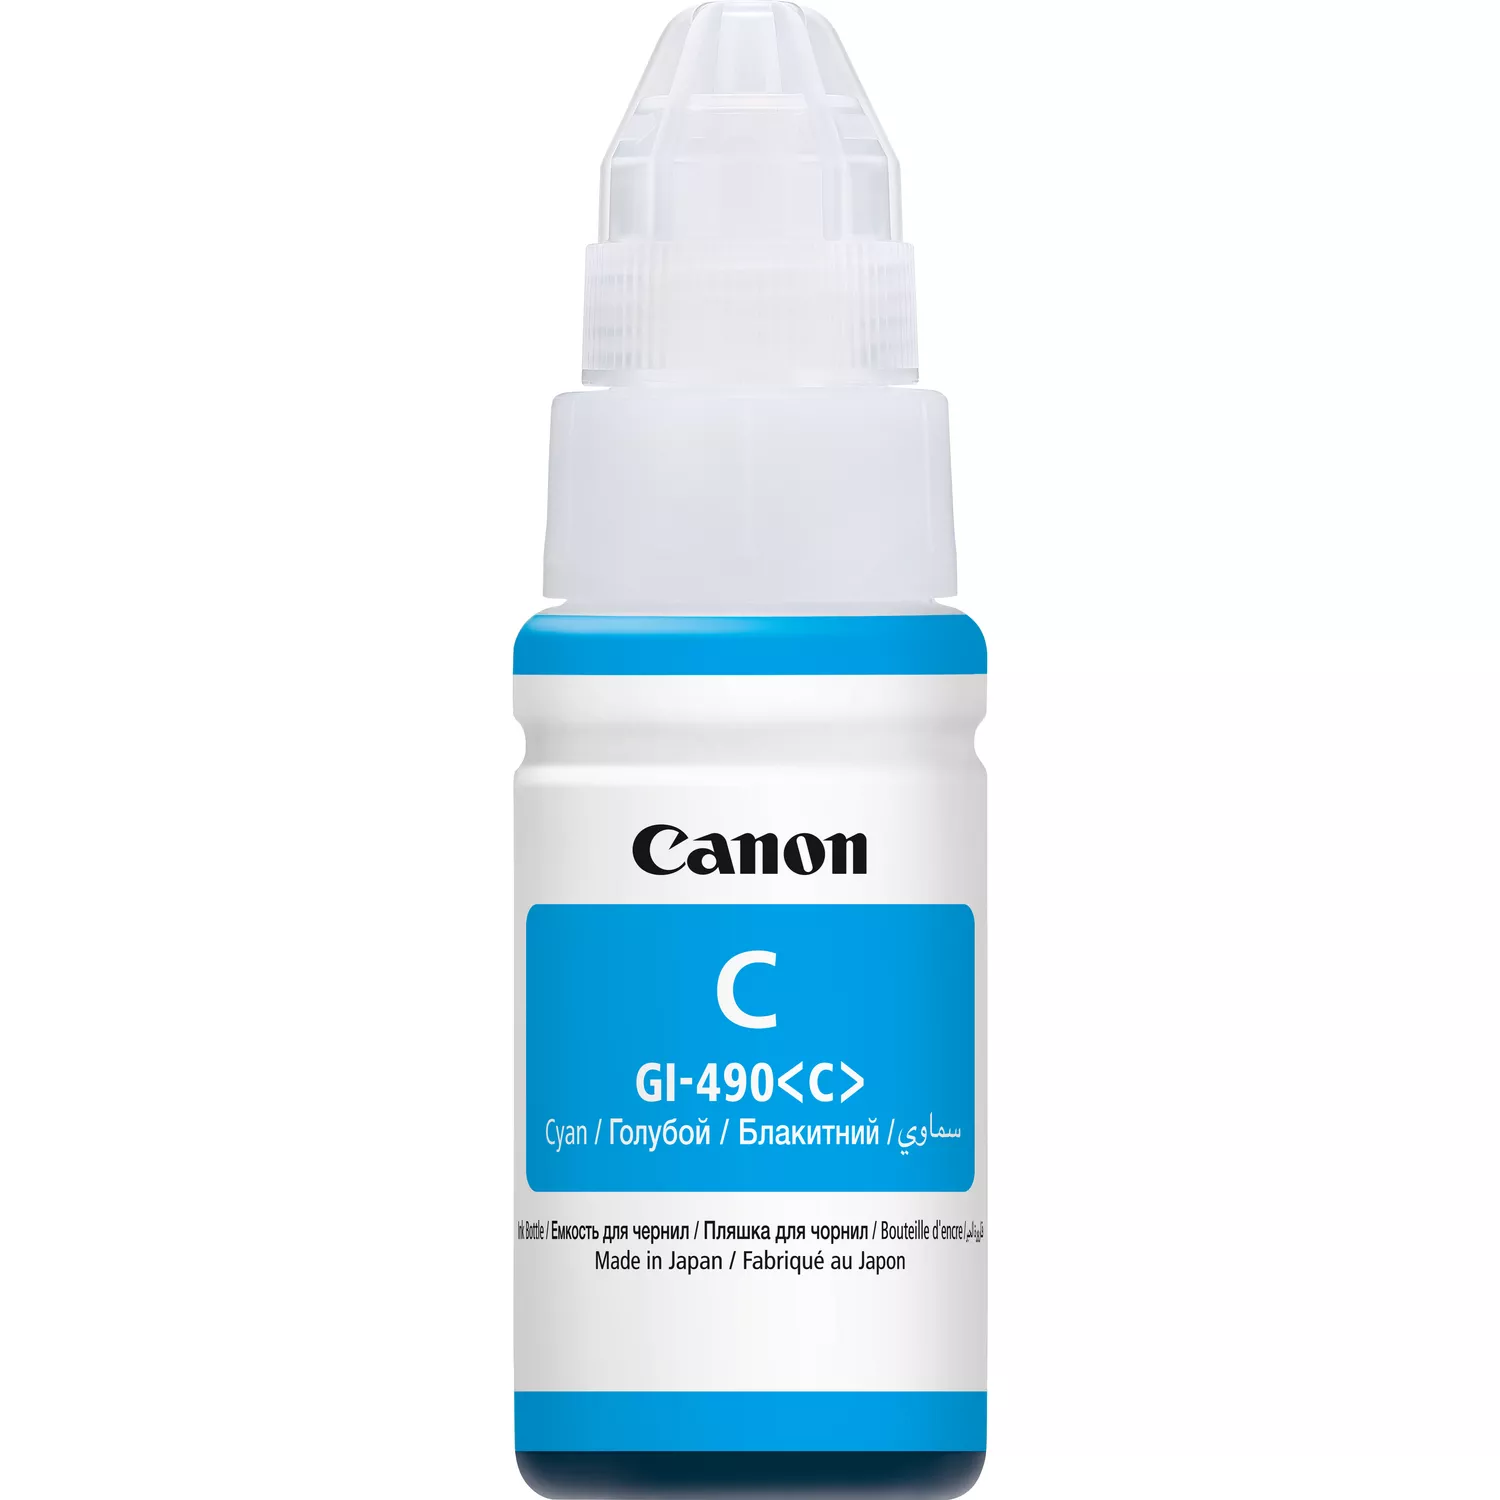 Canon
C
GI-490<C>
Cyan / Голубой / Блакитний / سماوي
Ink Bottle / Емкость для чернил / Пляшка для чорнил / Bouteille d'encre /
Made in Japan / Fabriqué au Japon